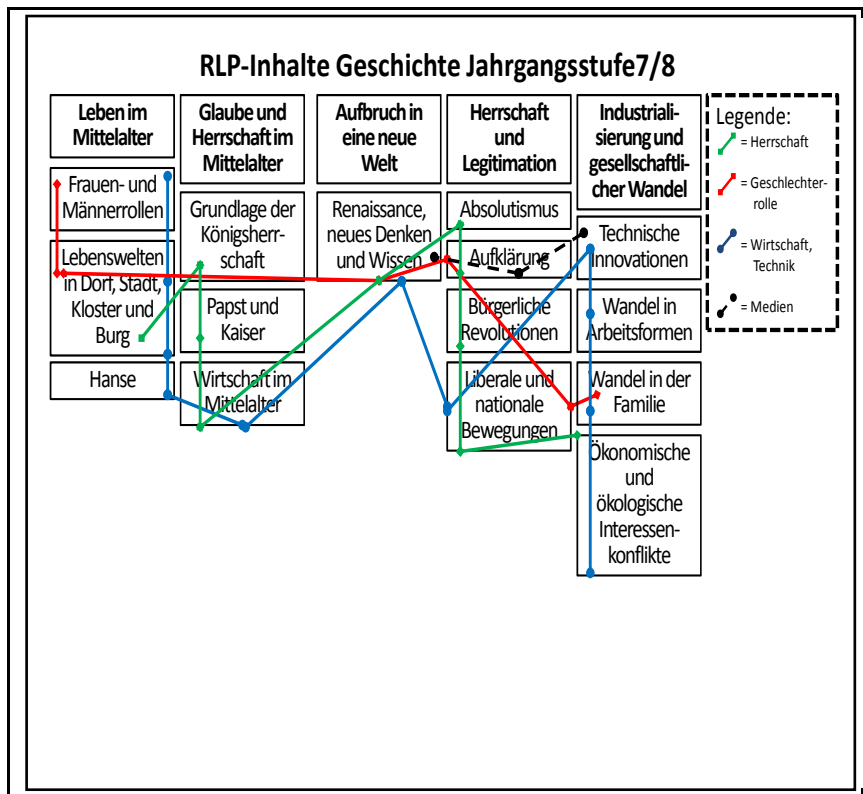 RLP-Inhalte Geschichte Jahrgangsstufe7/8
Leben im
Mittelalter
Frauen- und
Männerrollen
Lebenswelten
in Dorf, Stadt,
Kloster und
Burg
Hanse
Glaube und
Herrschaft im
Mittelalter
Grundlage der
Königsherr-
schaft
Papst und
Kaiser
Wirtschaft im
Mittelalter
Aufbruch in
eine neue
Welt
Renaissance,
neues Denken
und Wissen
Herrschaft
und
Legitimation
Absolutismus
Aufklärung
Bürgerliche
Revolutionen
Liberale und
nationale
Bewegungen
Industriali-
sierung und
gesellschaftli-
cher Wandel
Technische
Innovationen
Wandel in
Arbeitsformen
Wandel in der
Familie
Ökonomische
und
ökologische
Interessen-
konflikte
Legende:
= Herrschaft
= Geschlechter-
rolle
= Wirtschaft,
Technik
= Medien